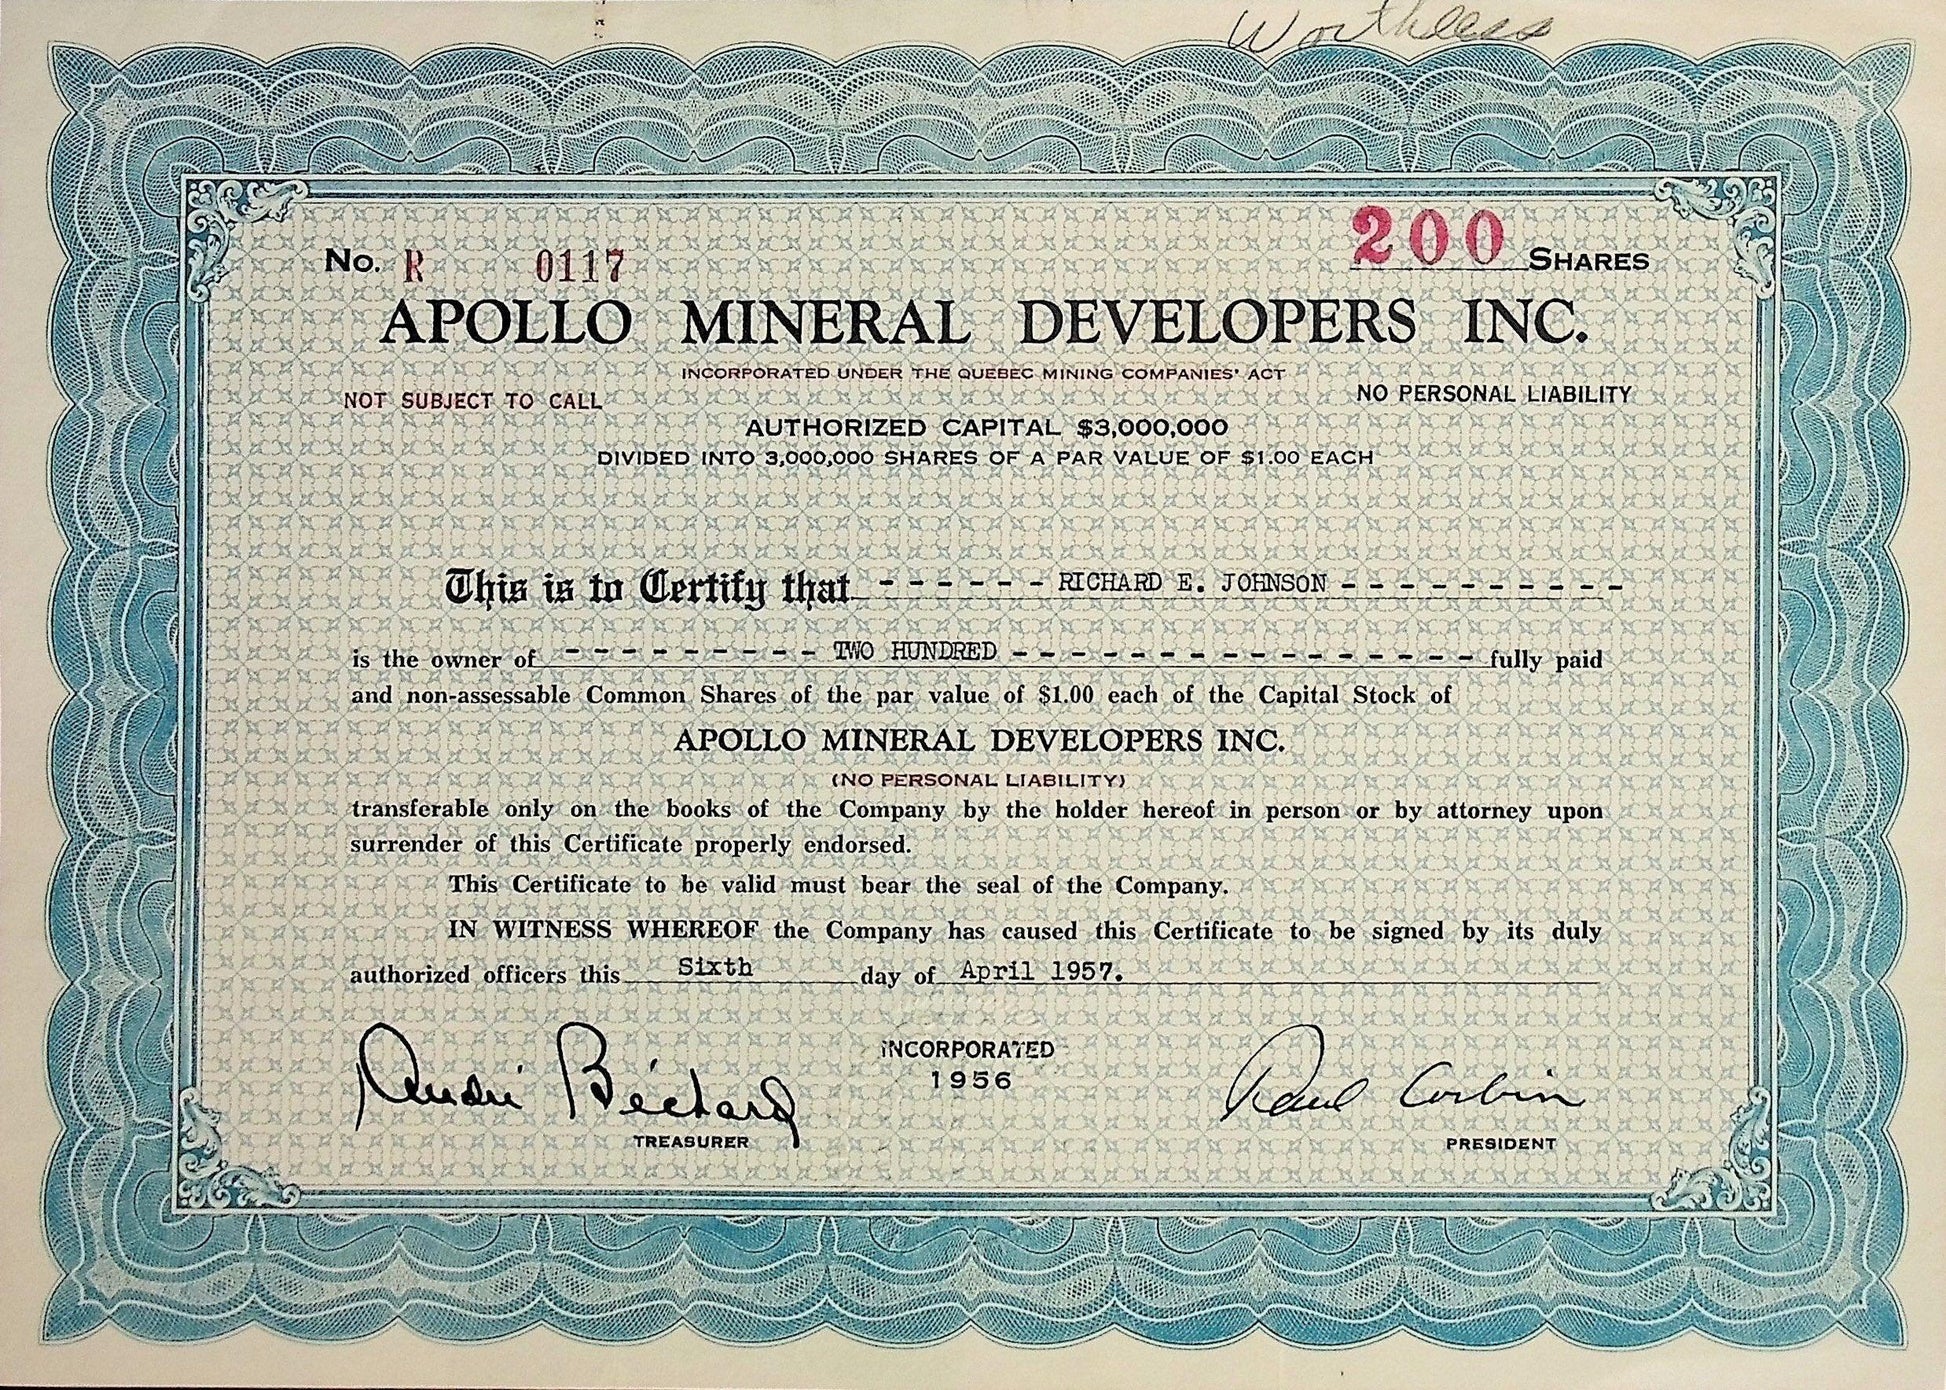 Worthless
No. R 0117 200 SHARES
APOLLO MINERAL DEVELOPERS INC.
INCORPORATED UNDER THE QUEBEC MINING COMPANIES' ACT
NOT SUBJECT TO CALL NO PERSONAL LIABILITY
AUTHORIZED CAPITAL $3,000,000
DIVIDED INTO 3,000,000 SHARES OF A PAR VALUE OF $1.00 EACH
This is to Certify that - - - - - - RICHARD E. JOHNSON - - - - - - - - - -
is the owner of - - - - - - - - - TWO HUNDRED - - - - - - - - - - - - - - - - fully paid
and non-assessable Common Shares of the par value of $1.00 each of the Capital Stock of
APOLLO MINERAL DEVELOPERS INC.
(NO PERSONAL LIABILITY)
transferable only on the books of the Company by the holder hereof in person or by attorney upon
surrender of this Certificate properly endorsed.
This Certificate to be valid must bear the seal of the Company.
IN WITNESS WHEREOF the Company has caused this Certificate to be signed by its duly
authorized officers this Sixth day of April 1957.
André Béchard INCORPORATED 1956 Paul Corbin
TREASURER PRESIDENT